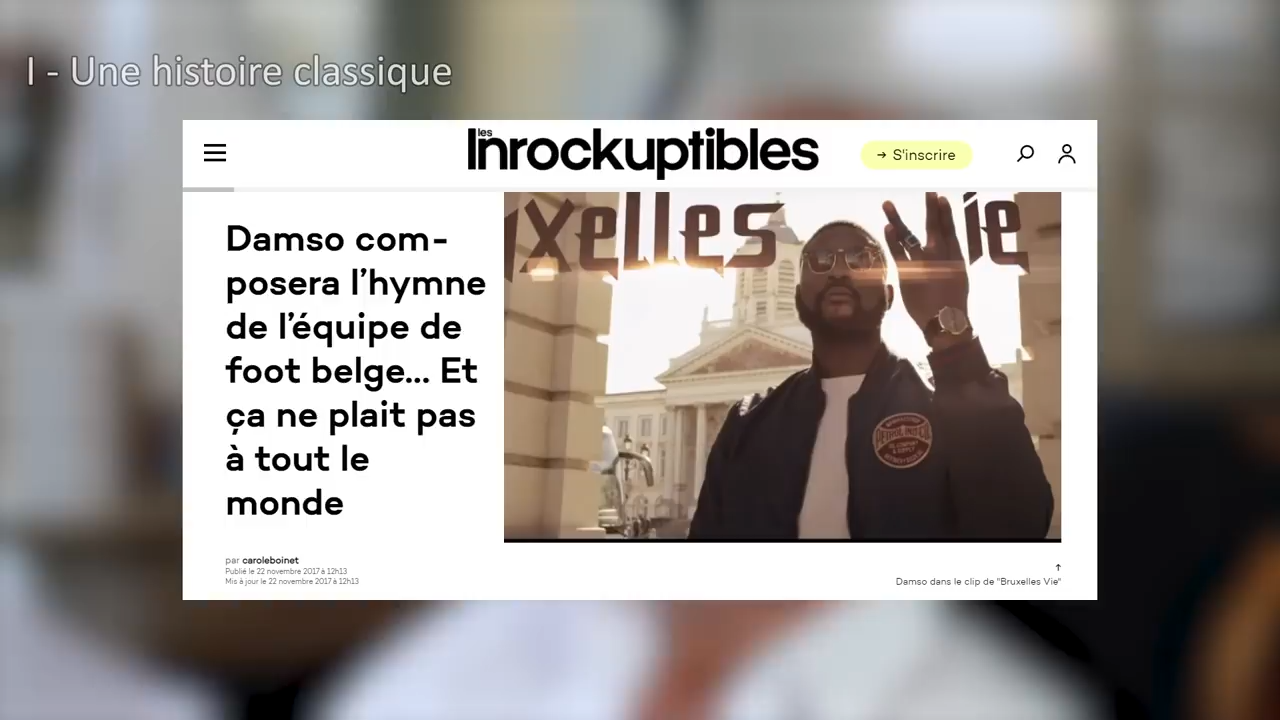 I - Une histoire classique
les
Inrockuptibles
→ S'inscrire
xelles Vie
Damso com-
posera l'hymne
de l'équipe de
foot belge... Et
ça ne plait pas
à tout le
monde
par caroleboinet
Publié le 22 novembre 2017 à 12h13
Mis à jour le 22 novembre 2017 à 12h13
↑
Damso dans le clip de "Bruxelles Vie"